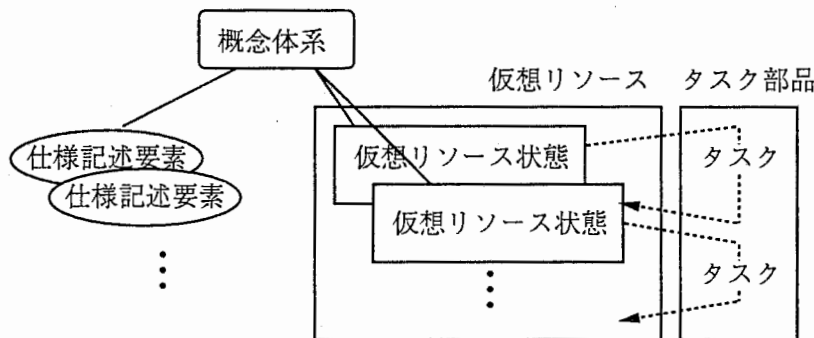 概念体系
仮想リソース
タスク部品
仕様記述要素
仮想リソース状態
タスク
仕様記述要素
仮想リソース状態
タスク